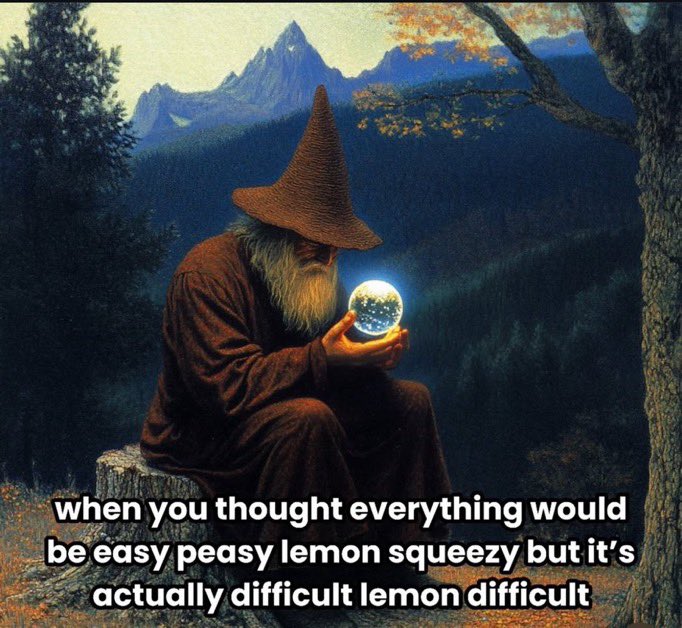 when you thought everything would
be easy peasy lemon squeezy but it's
actually difficult lemon difficult